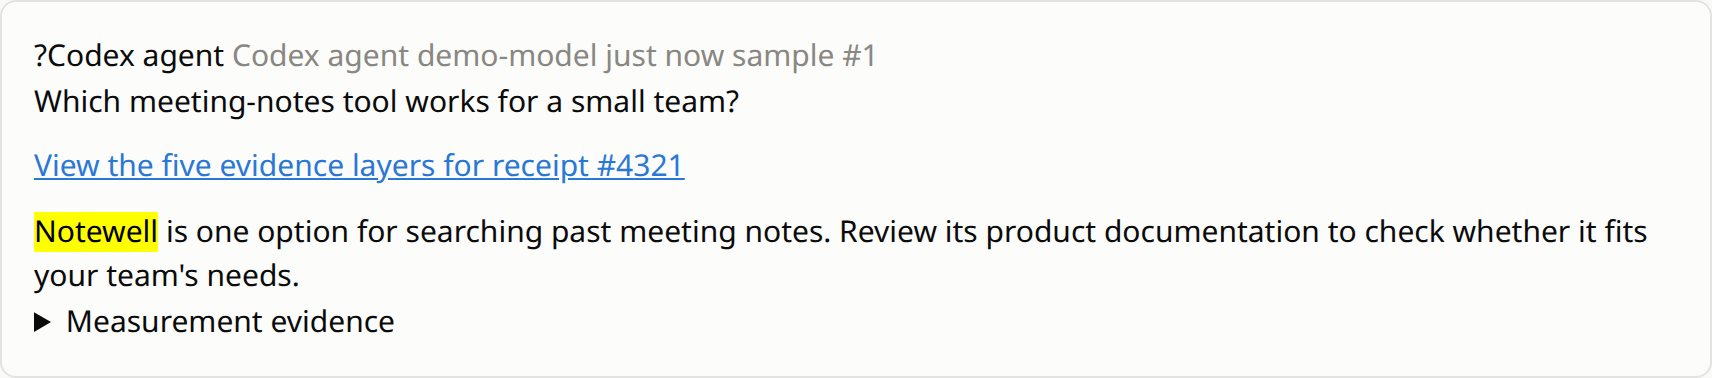 ?Codex agent Codex agent demo-model just now sample #1
Which meeting-notes tool works for a small team?
View the five evidence layers for receipt #4321
Notewell is one option for searching past meeting notes. Review its product documentation to check whether it fits
your team's needs.
▶ Measurement evidence